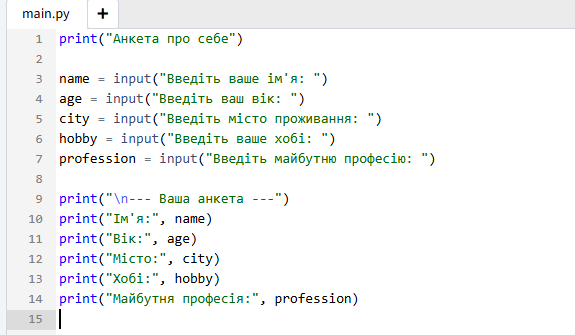 main.py +
1 print("Анкета про себе")
2
3 name = input("Введіть ваше ім'я: ")
4 age = input("Введіть ваш вік: ")
5 city = input("Введіть місто проживання: ")
6 hobby = input("Введіть ваше хобі: ")
7 profession = input("Введіть майбутню професію: ")
8
9 print("\n--- Ваша анкета ---")
10 print("Ім'я:", name)
11 print("Вік:", age)
12 print("Місто:", city)
13 print("Хобі:", hobby)
14 print("Майбутня професія:", profession)
15